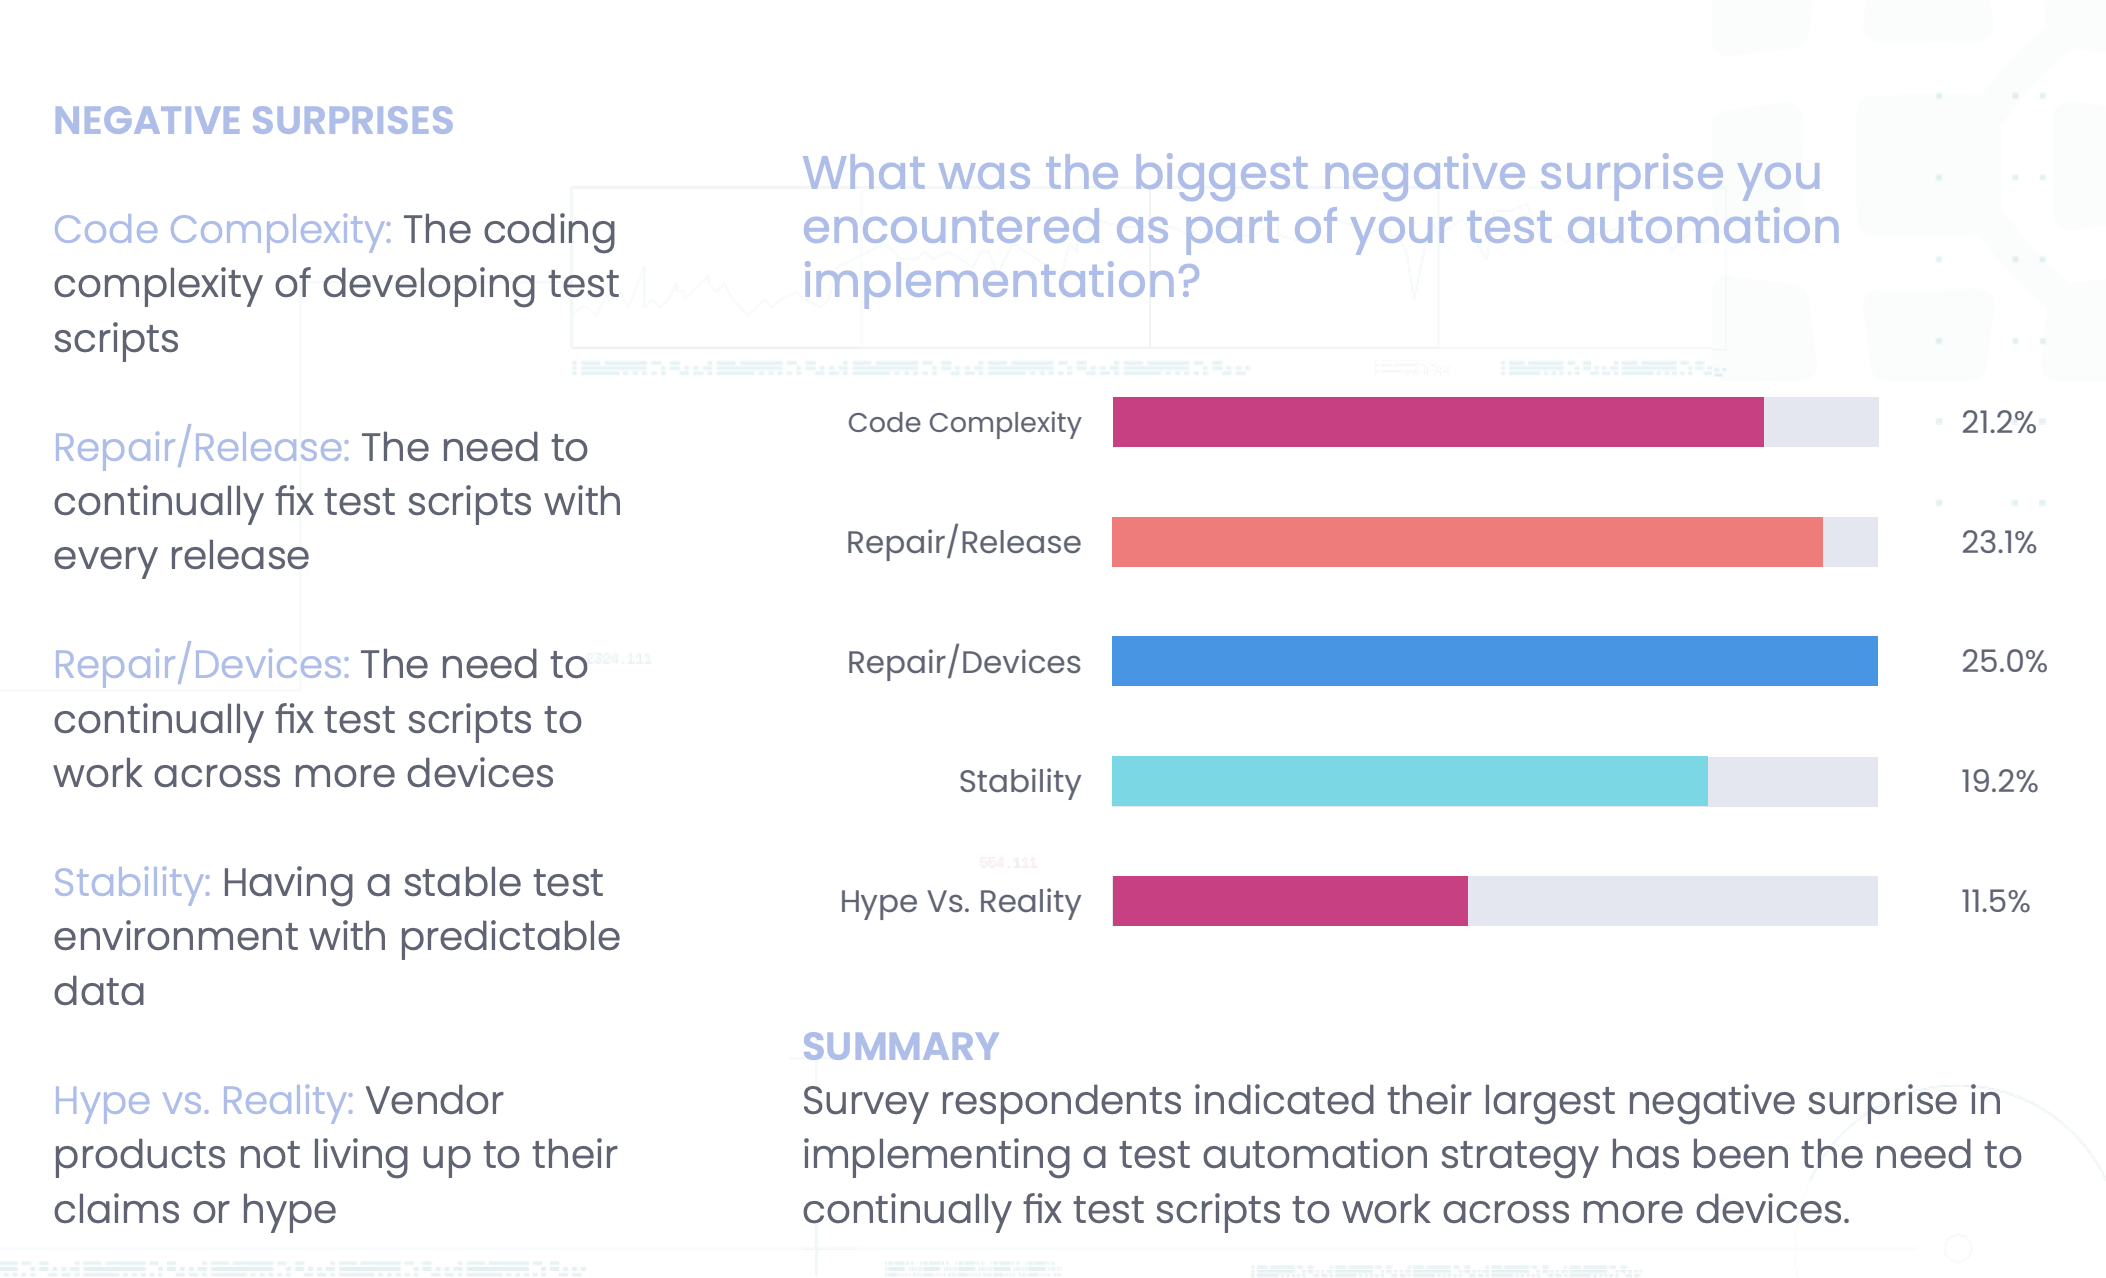 NEGATIVE SURPRISES
Code Complexity: The coding
complexity of developing test
scripts
Repair/Release: The need to
continually fix test scripts with
every release
Repair/Devices: The need to
continually fix test scripts to
work across more devices
Stability: Having a stable test
environment with predictable
data
Hype vs. Reality: Vendor
products not living up to their
claims or hype
What was the biggest negative surprise you
encountered as part of your test automation
implementation?
Code Complexity 21.2%
Repair/Release 23.1%
Repair/Devices 25.0%
Stability 19.2%
Hype Vs. Reality 11.5%
2324.111
554.111
SUMMARY
Survey respondents indicated their largest negative surprise in
implementing a test automation strategy has been the need to
continually fix test scripts to work across more devices.